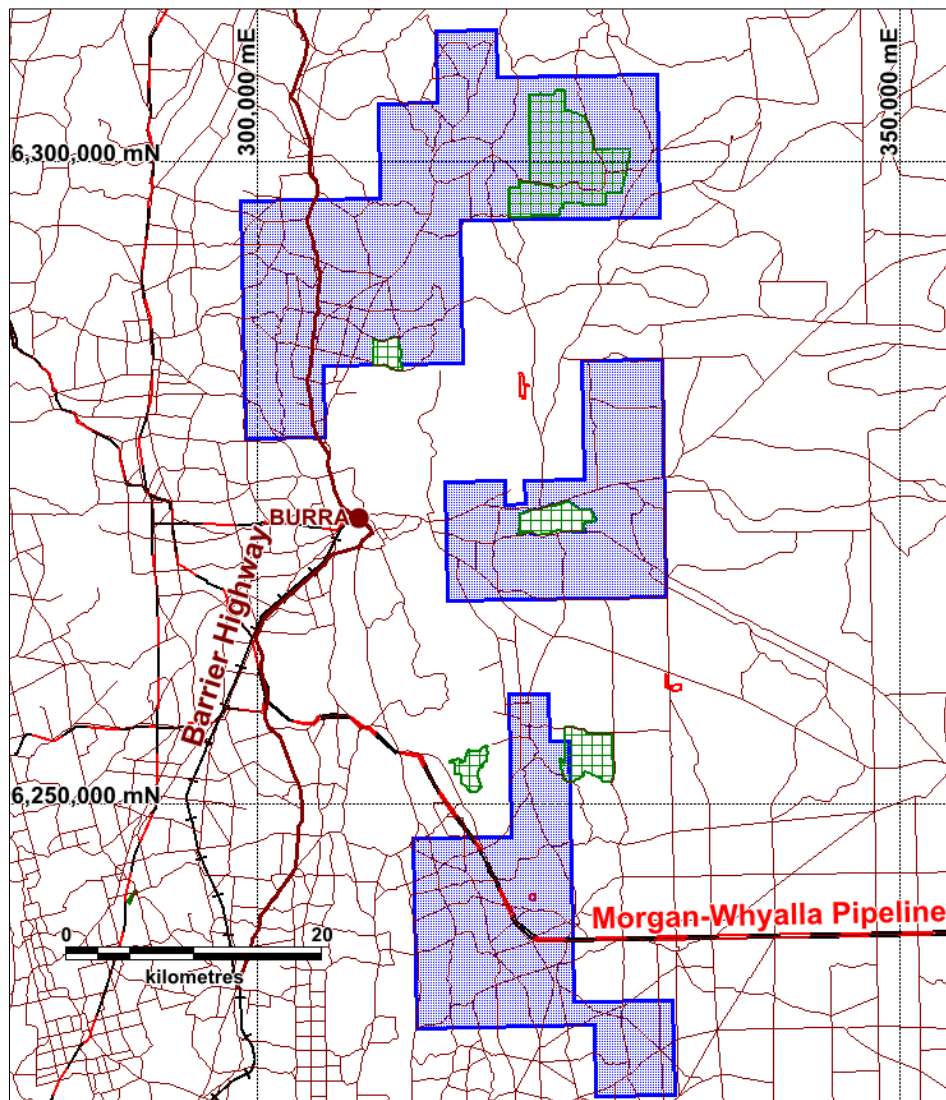 300,000 mE
350,000 mE
6,300,000 mN
BURRA
Barrier Highway
6,250,000 mN
Morgan-Whyalla Pipeline
0 20
kilometres